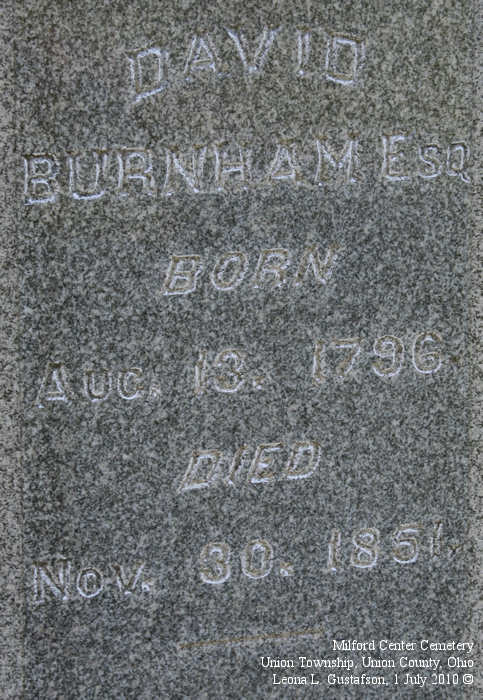 DAVID
BURNHAM ESQ
BORN
AUG. 13. 1796.
DIED
NOV. 30. 1851.
Milford Center Cemetery
Union Township, Union County, Ohio
Leona L. Gustafson, 1 July 2010 ©